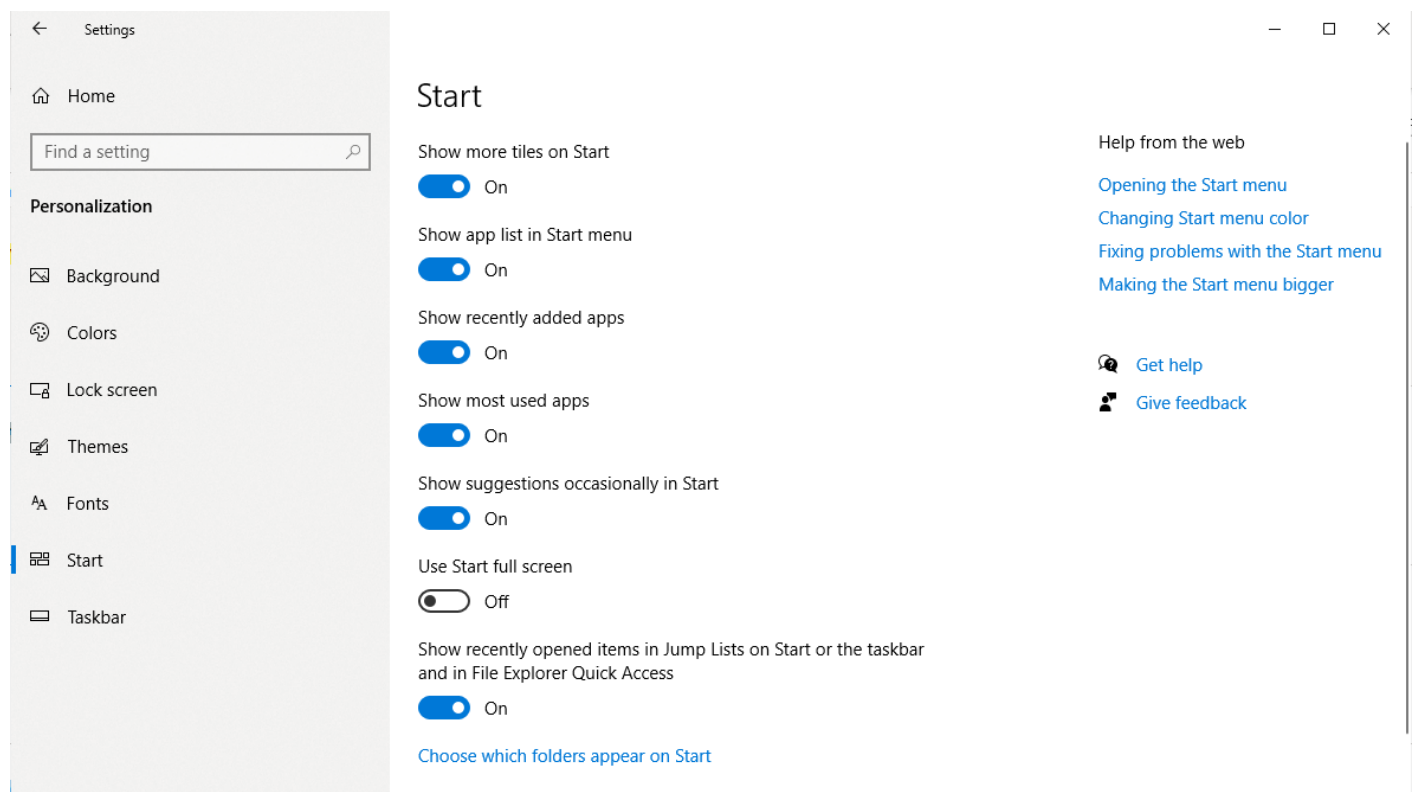 Settings
Home
Find a setting
Personalization
Background
Colors
Lock screen
Themes
Fonts
Start
Taskbar
Start
Show more tiles on Start
On
Show app list in Start menu
On
Show recently added apps
On
Show most used apps
On
Show suggestions occasionally in Start
On
Use Start full screen
Off
Show recently opened items in Jump Lists on Start or the taskbar
and in File Explorer Quick Access
On
Choose which folders appear on Start
Help from the web
Opening the Start menu
Changing Start menu color
Fixing problems with the Start menu
Making the Start menu bigger
Get help
Give feedback